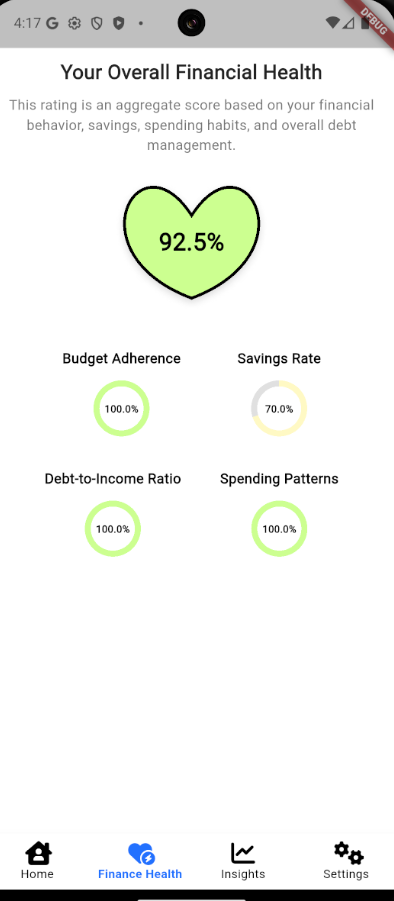 4:17
DEBUG
Your Overall Financial Health
This rating is an aggregate score based on your financial
behavior, savings, spending habits, and overall debt
management.
92.5%
Budget Adherence Savings Rate
100.0% 70.0%
Debt-to-Income Ratio Spending Patterns
100.0% 100.0%
Home Finance Health Insights Settings